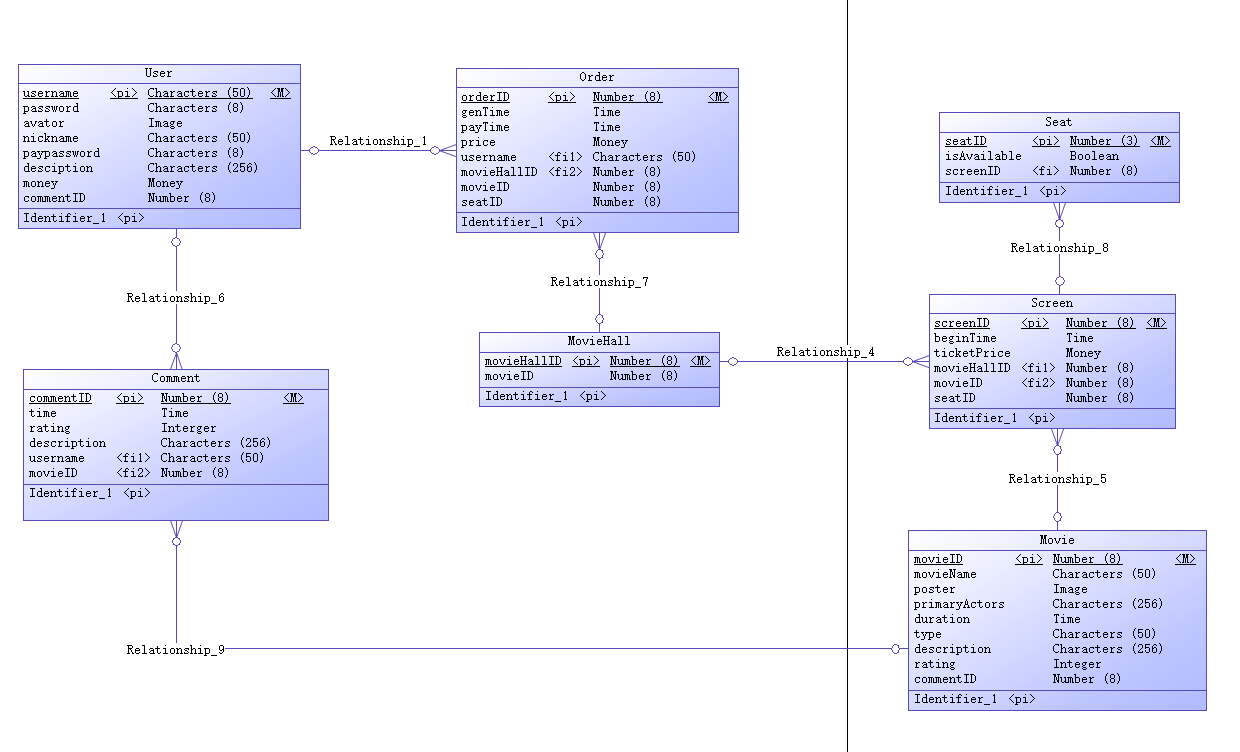 User
username <pi> Characters (50) <M>
password Characters (8)
avator Image
nickname Characters (50)
paypassword Characters (8)
desciption Characters (256)
money Money
commentID Number (8)
Identifier_1 <pi>
Relationship_1
Order
orderID <pi> Number (8) <M>
genTime Time
payTime Time
price Money
username <fi1> Characters (50)
movieHallID <fi2> Number (8)
movieID Number (8)
seatID Number (8)
Identifier_1 <pi>
Seat
seatID <pi> Number (3) <M>
isAvailable Boolean
screenID <fi> Number (8)
Identifier_1 <pi>
Relationship_6
Relationship_7
Relationship_8
MovieHall
movieHallID <pi> Number (8) <M>
movieID Number (8)
Identifier_1 <pi>
Relationship_4
Screen
screenID <pi> Number (8) <M>
beginTime Time
ticketPrice Money
movieHallID <fi1> Number (8)
movieID <fi2> Number (8)
seatID Number (8)
Identifier_1 <pi>
Comment
commentID <pi> Number (8) <M>
time Time
rating Interger
description Characters (256)
username <fi1> Characters (50)
movieID <fi2> Number (8)
Identifier_1 <pi>
Relationship_5
Relationship_9
Movie
movieID <pi> Number (8) <M>
movieName Characters (50)
poster Image
primaryActors Characters (256)
duration Time
type Characters (50)
description Characters (256)
rating Integer
commentID Number (8)
Identifier_1 <pi>